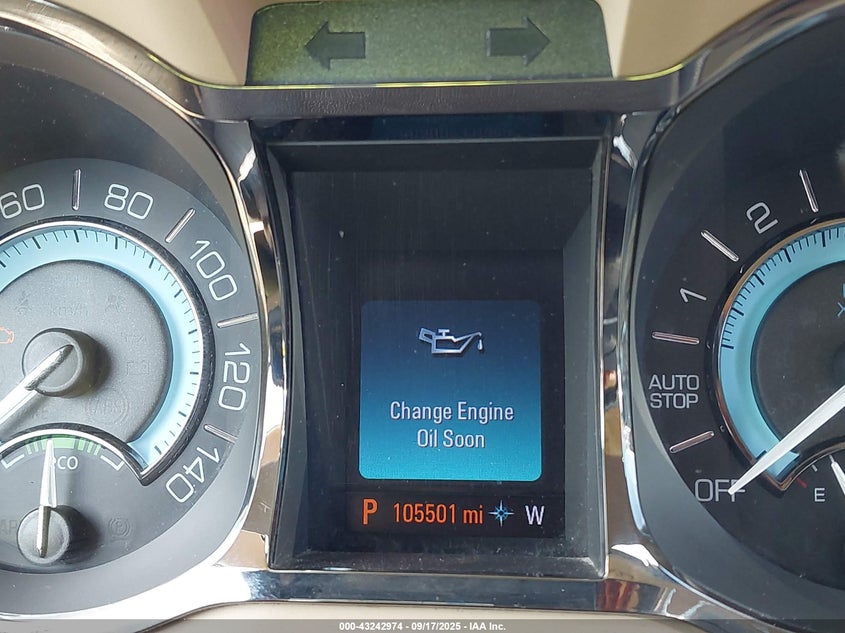 60
80
100
120
140
eco
Change Engine
Oil Soon
P 105501 mi W
2
1
AUTO
STOP
OFF
E
000-43242974 - 09/17/2025 - IAA Inc.